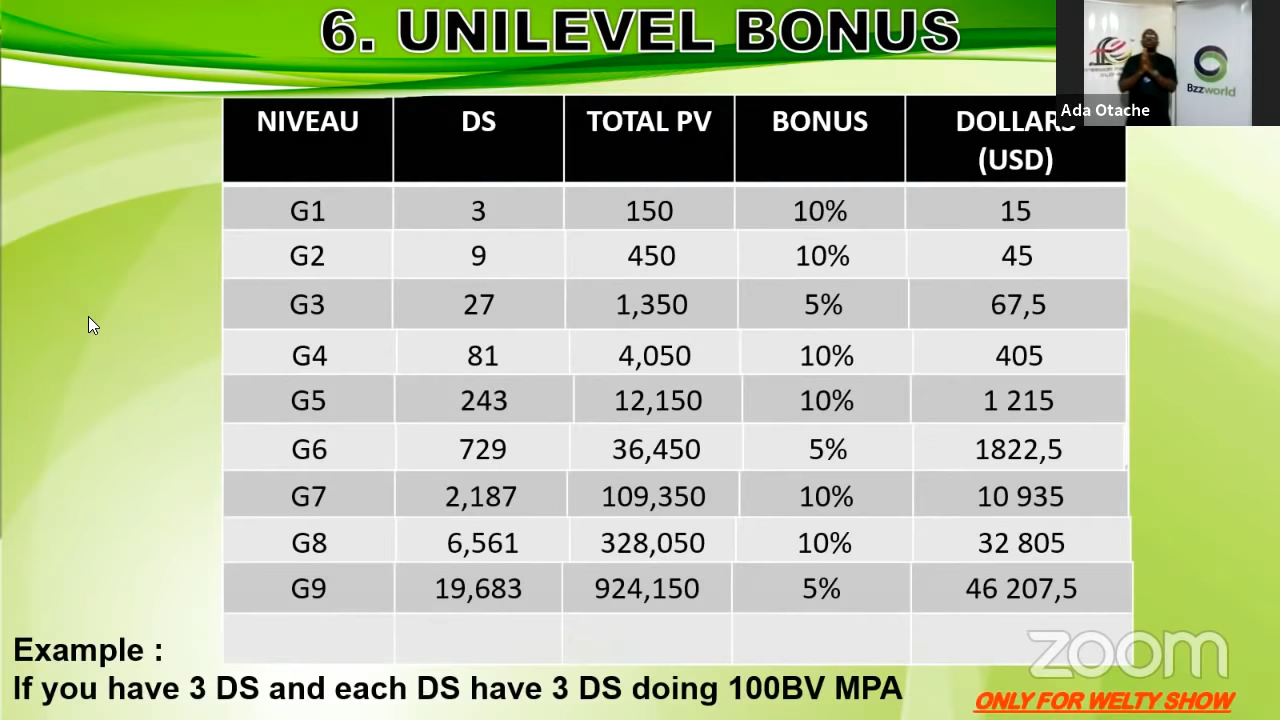 6. UNILEVEL BONUS
Ada Otache
Bzzworld
NIVEAU DS TOTAL PV BONUS DOLLARS (USD)
G1 3 150 10% 15
G2 9 450 10% 45
G3 27 1,350 5% 67,5
G4 81 4,050 10% 405
G5 243 12,150 10% 1 215
G6 729 36,450 5% 1822,5
G7 2,187 109,350 10% 10 935
G8 6,561 328,050 10% 32 805
G9 19,683 924,150 5% 46 207,5
Example :
If you have 3 DS and each DS have 3 DS doing 100BV MPA
zoom
ONLY FOR WELTY SHOW